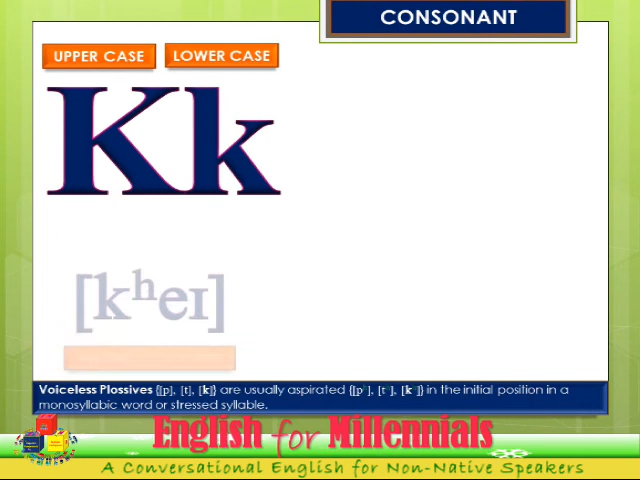 CONSONANT
UPPER CASE LOWER CASE
Kk
[kʰeɪ]
Voiceless Plossives {[p], [t], [k]} are usually aspirated {[pʰ], [tʰ], [kʰ]} in the initial position in a
monosyllabic word or stressed syllable.
English for Millennials
A Conversational English for Non-Native Speakers